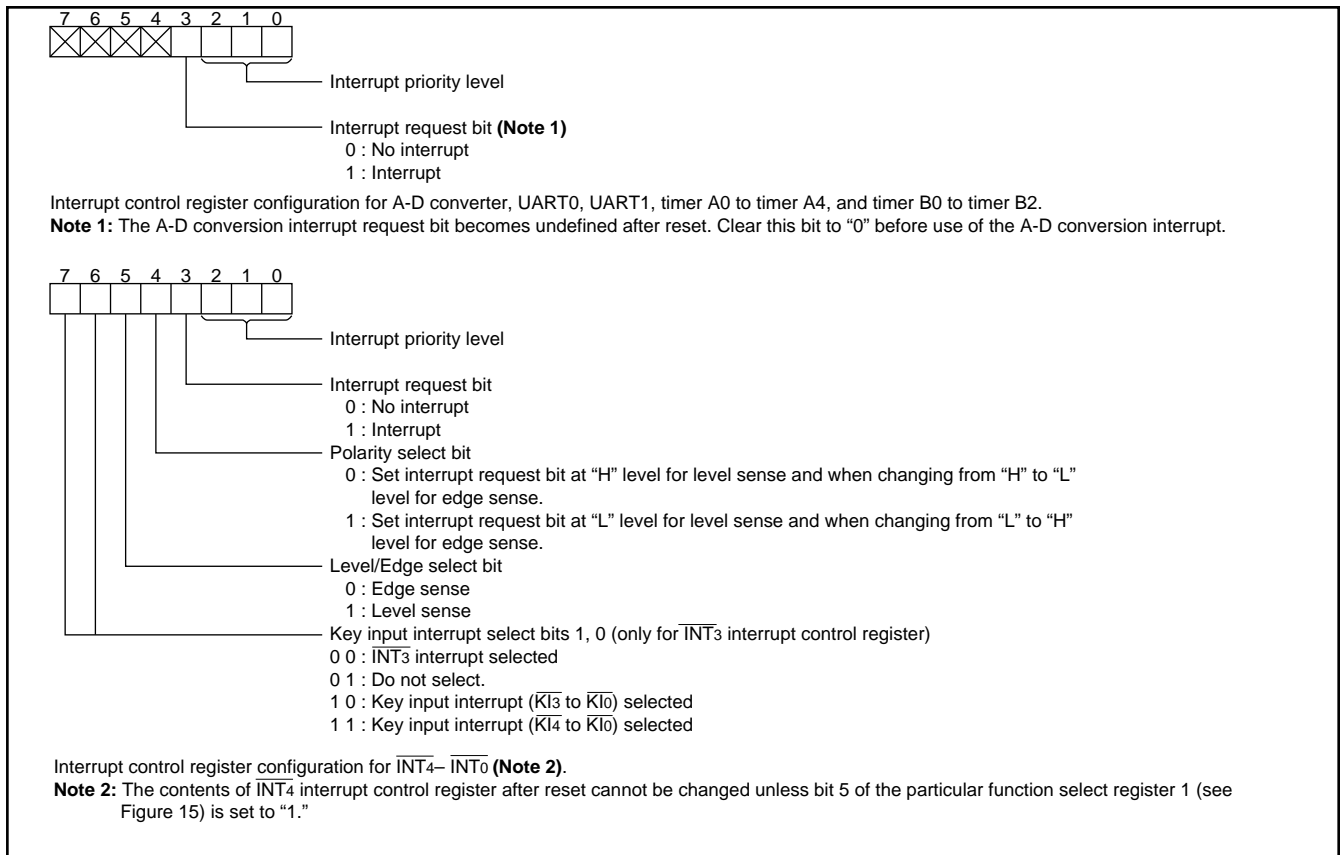 7 6 5 4 3 2 1 0
Interrupt priority level
Interrupt request bit (Note 1)
0 : No interrupt
1 : Interrupt
Interrupt control register configuration for A-D converter, UART0, UART1, timer A0 to timer A4, and timer B0 to timer B2.
Note 1: The A-D conversion interrupt request bit becomes undefined after reset. Clear this bit to “0” before use of the A-D conversion interrupt.
7 6 5 4 3 2 1 0
Interrupt priority level
Interrupt request bit
0 : No interrupt
1 : Interrupt
Polarity select bit
0 : Set interrupt request bit at “H” level for level sense and when changing from “H” to “L”
level for edge sense.
1 : Set interrupt request bit at “L” level for level sense and when changing from “L” to “H”
level for edge sense.
Level/Edge select bit
0 : Edge sense
1 : Level sense
Key input interrupt select bits 1, 0 (only for INT3 interrupt control register)
0 0 : INT3 interrupt selected
0 1 : Do not select.
1 0 : Key input interrupt (KI3 to KI0) selected
1 1 : Key input interrupt (KI4 to KI0) selected
Interrupt control register configuration for INT4– INT0 (Note 2).
Note 2: The contents of INT4 interrupt control register after reset cannot be changed unless bit 5 of the particular function select register 1 (see
Figure 15) is set to “1.”